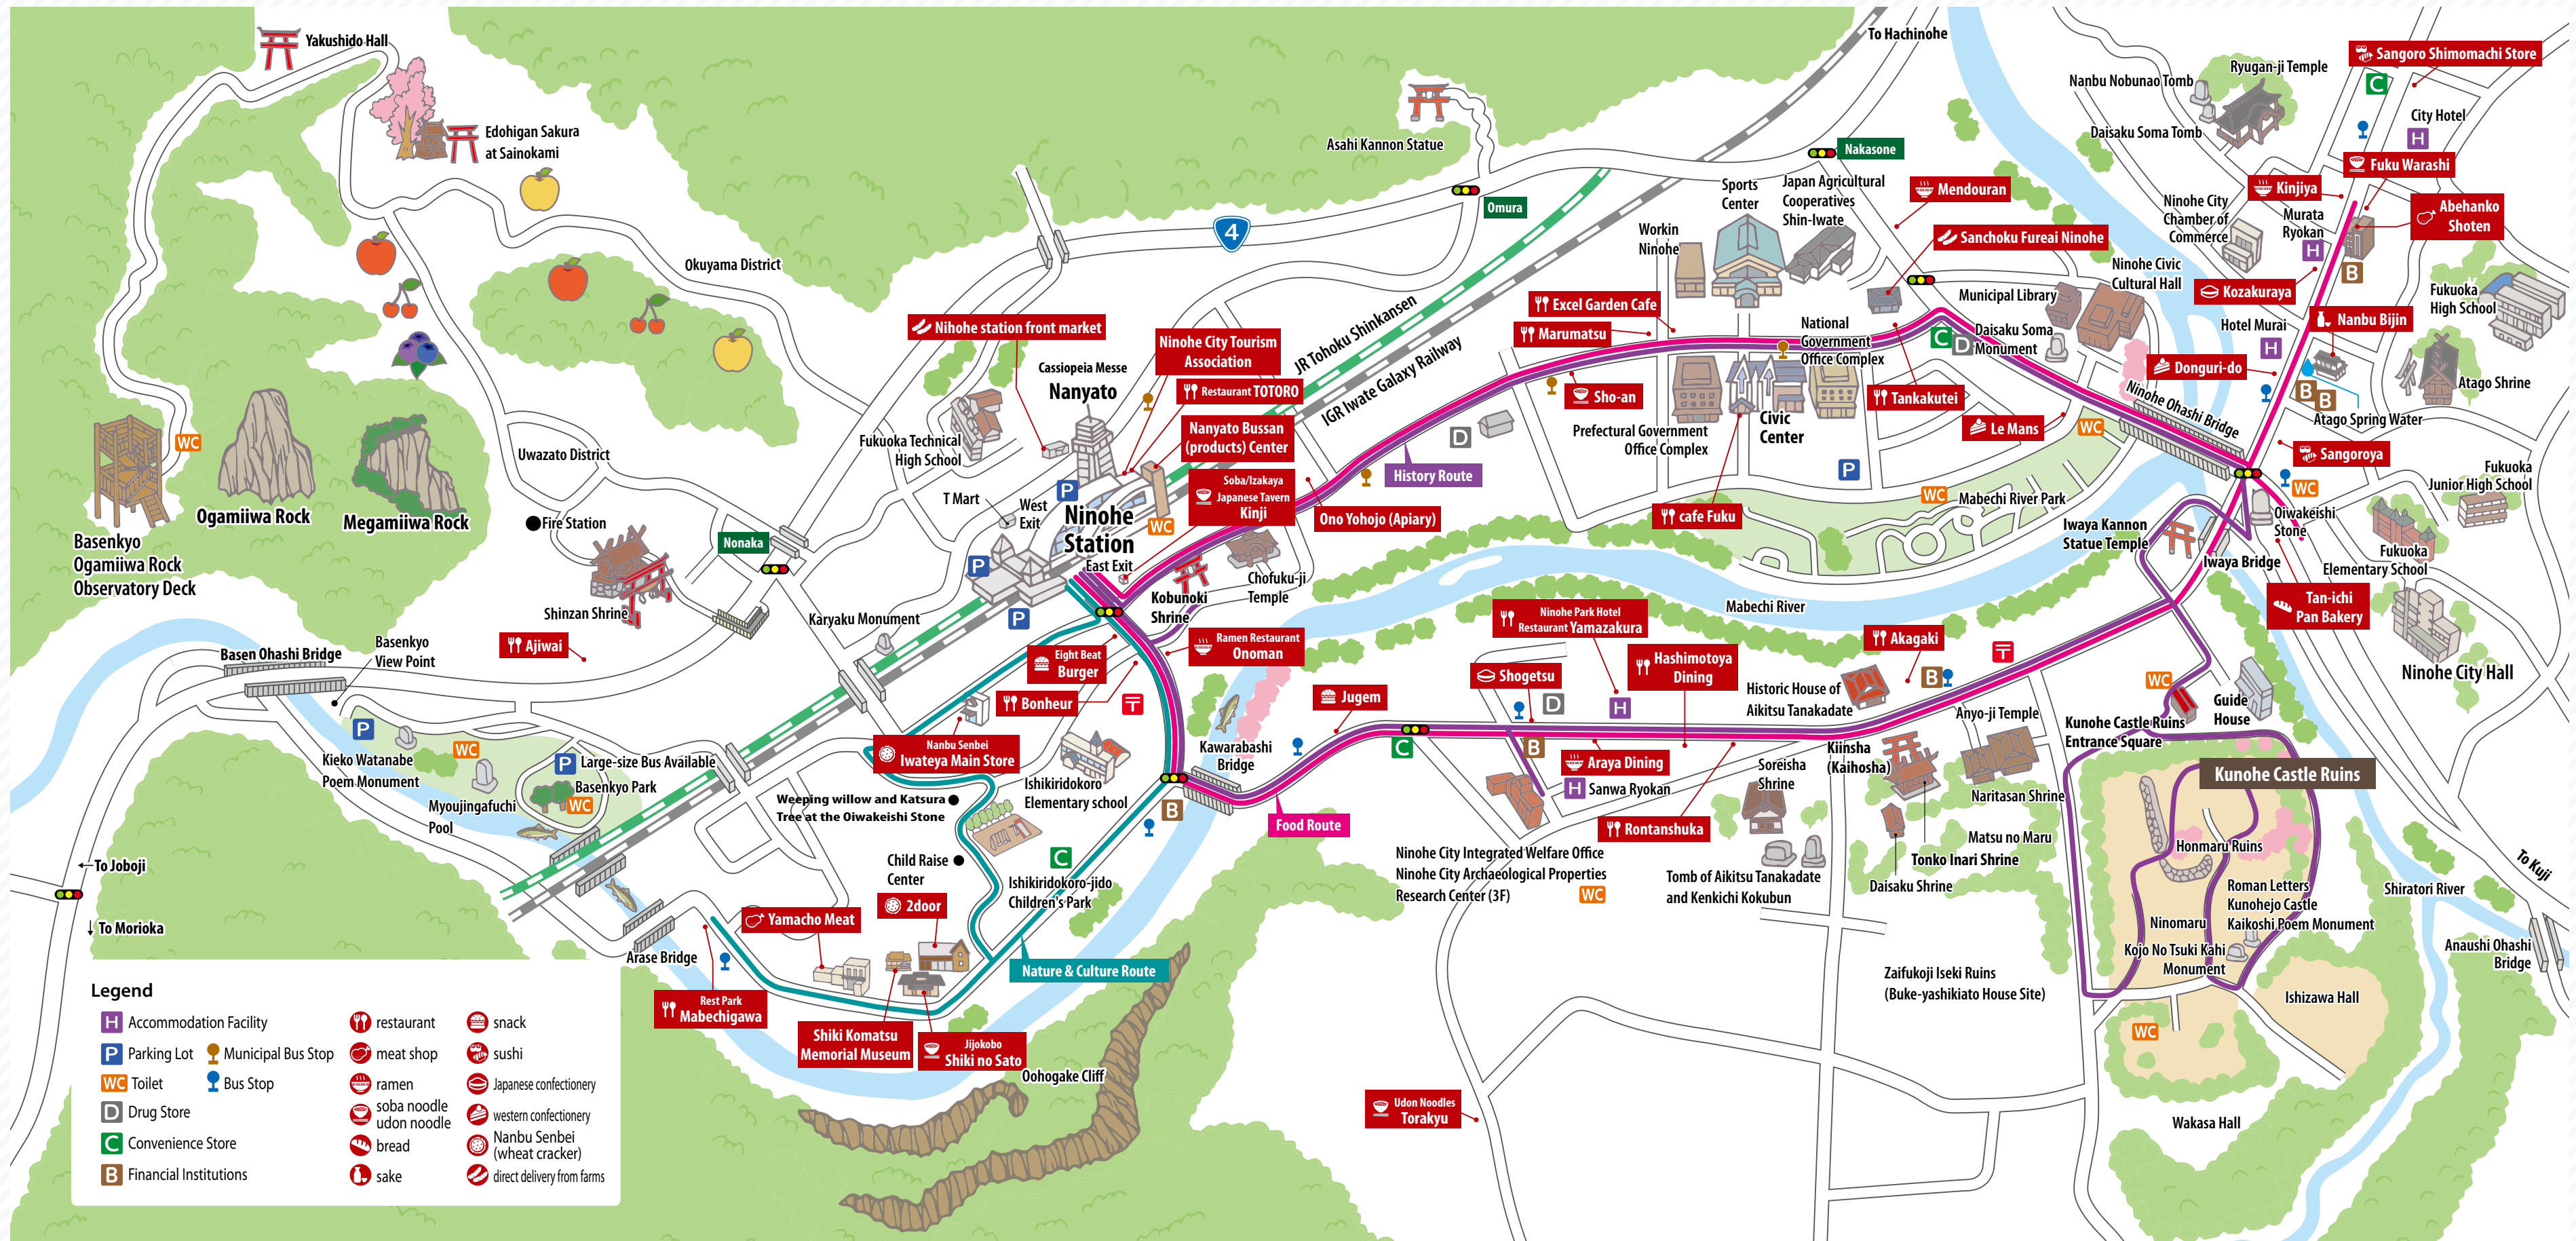 Yakushido Hall
Edohigan Sakura
at Sainokami
Okuyama District
Uwazato District
Fire Station
Shinzan Shrine
Nonaka
WC
Ogamiiwa Rock
Megamiiwa Rock
Basenkyo
Ogamiiwa Rock
Observatory Deck
Ajiwai
Basen Ohashi Bridge
Basenkyo
View Point
P
Kieko Watanabe
Poem Monument
WC
P
Large-size Bus Available
Basenkyo Park
WC
Myoujingafuchi
Pool
←To Joboji
↓ To Morioka
Arase Bridge
Karyaku Monument
To Hachinohe
Asahi Kannon Statue
4
Omura
Nakasone
JR Tohoku Shinkansen
IGR Iwate Galaxy Railway
Nihohe station front market
Ninohe City Tourism
Association
Restaurant TOTORO
Nanyato Bussan
(products) Center
Soba/Izakaya
Japanese Tavern
Kinji
Cassiopeia Messe
Nanyato
Fukuoka Technical
High School
T Mart
West
Exit
P
P
P
WC
Ninohe
Station
East Exit
Kobunoki
Shrine
Chofuku-ji
Temple
Ono Yohojo (Apiary)
History Route
D
Ramen Restaurant
Onoman
Eight Beat
Burger
Bonheur
Nanbu Senbei
Iwateya Main Store
Ishikiridokoro
Elementary school
Weeping willow and Katsura
Tree at the Oiwakeishi Stone
Child Raise
Center
C
Ishikiridokoro-jido
Children's Park
B
Kawarabashi
Bridge
Nature & Culture Route
2door
Yamacho Meat
Rest Park
Mabechigawa
Shiki Komatsu
Memorial Museum
Jijokobo
Shiki no Sato
Oohogake Cliff
Food Route
Jugem
C
Excel Garden Cafe
Marumatsu
Sho-an
Workin
Ninohe
Sports
Center
Japan Agricultural
Cooperatives
Shin-Iwate
Mendouran
Sanchoku Fureai Ninohe
National
Government
Office Complex
Prefectural Government
Office Complex
Civic
Center
Tankakutei
Le Mans
P
cafe Fuku
WC
WC
Mabechi River Park
Mabechi River
C
D
Daisaku Soma
Monument
Municipal Library
Ninohe Civic
Cultural Hall
Ninohe Ohashi Bridge
Nanbu Nobunao Tomb
Daisaku Soma Tomb
Ryugan-ji Temple
Sangoro Shimomachi Store
C
City Hotel
H
Fuku Warashi
Kinjiya
Abehanko
Shoten
Ninohe City
Chamber of
Commerce
Murata
Ryokan
H
B
Kozakuraya
Fukuoka
High School
Hotel Murai
H
Nanbu Bijin
Donguri-do
B
B
Atago Shrine
Atago Spring Water
Sangoroya
WC
Fukuoka
Junior High School
Oiwakeishi
Stone
Iwaya Kannon
Statue Temple
Iwaya Bridge
Fukuoka
Elementary School
Tan-ichi
Pan Bakery
Ninohe City Hall
Ninohe Park Hotel
Restaurant Yamazakura
Shogetsu
D
H
Hashimotoya
Dining
Akagaki
B
Historic House of
Aikitsu Tanakadate
B
Araya Dining
H
Sanwa Ryokan
Rontanshuka
Kiinsha
(Kaihosha)
Anyo-ji Temple
Soreisha
Shrine
Naritasan Shrine
Matsu no Maru
Tonko Inari Shrine
Daisaku Shrine
Ninohe City Integrated Welfare Office
Ninohe City Archaeological Properties
Research Center (3F)
WC
Tomb of Aikitsu Tanakadate
and Kenkichi Kokubun
WC
Guide
House
Kunohe Castle Ruins
Entrance Square
Kunohe Castle Ruins
Honmaru Ruins
Roman Letters
Kunohejo Castle
Kaikoshi Poem Monument
Ninomaru
Kojo No Tsuki Kahi
Monument
Zaifukoji Iseki Ruins
(Buke-yashikiato House Site)
Ishizawa Hall
WC
Wakasa Hall
Shiratori River
Anaushi Ohashi
Bridge
To Kuji
Udon Noodles
Torakyu
Legend
H Accommodation Facility
P Parking Lot
Municipal Bus Stop
WC Toilet
Bus Stop
D Drug Store
C Convenience Store
B Financial Institutions
restaurant
meat shop
ramen
soba noodle
udon noodle
bread
sake
snack
sushi
Japanese confectionery
western confectionery
Nanbu Senbei
(wheat cracker)
direct delivery from farms